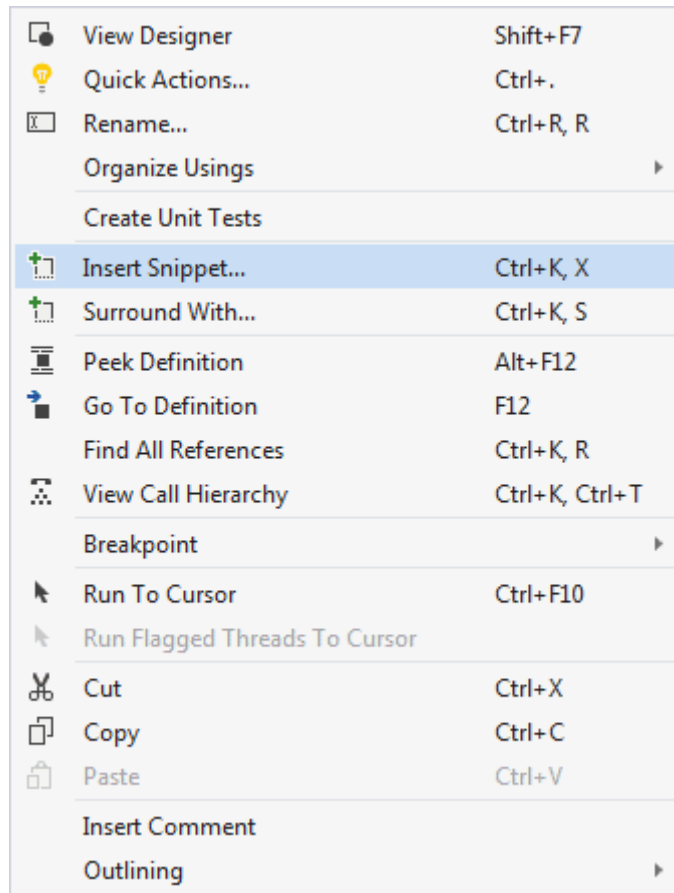 View Designer Shift+F7
Quick Actions... Ctrl+.
Rename... Ctrl+R, R
Organize Usings
Create Unit Tests
Insert Snippet... Ctrl+K, X
Surround With... Ctrl+K, S
Peek Definition Alt+F12
Go To Definition F12
Find All References Ctrl+K, R
View Call Hierarchy Ctrl+K, Ctrl+T
Breakpoint
Run To Cursor Ctrl+F10
Run Flagged Threads To Cursor
Cut Ctrl+X
Copy Ctrl+C
Paste Ctrl+V
Insert Comment
Outlining